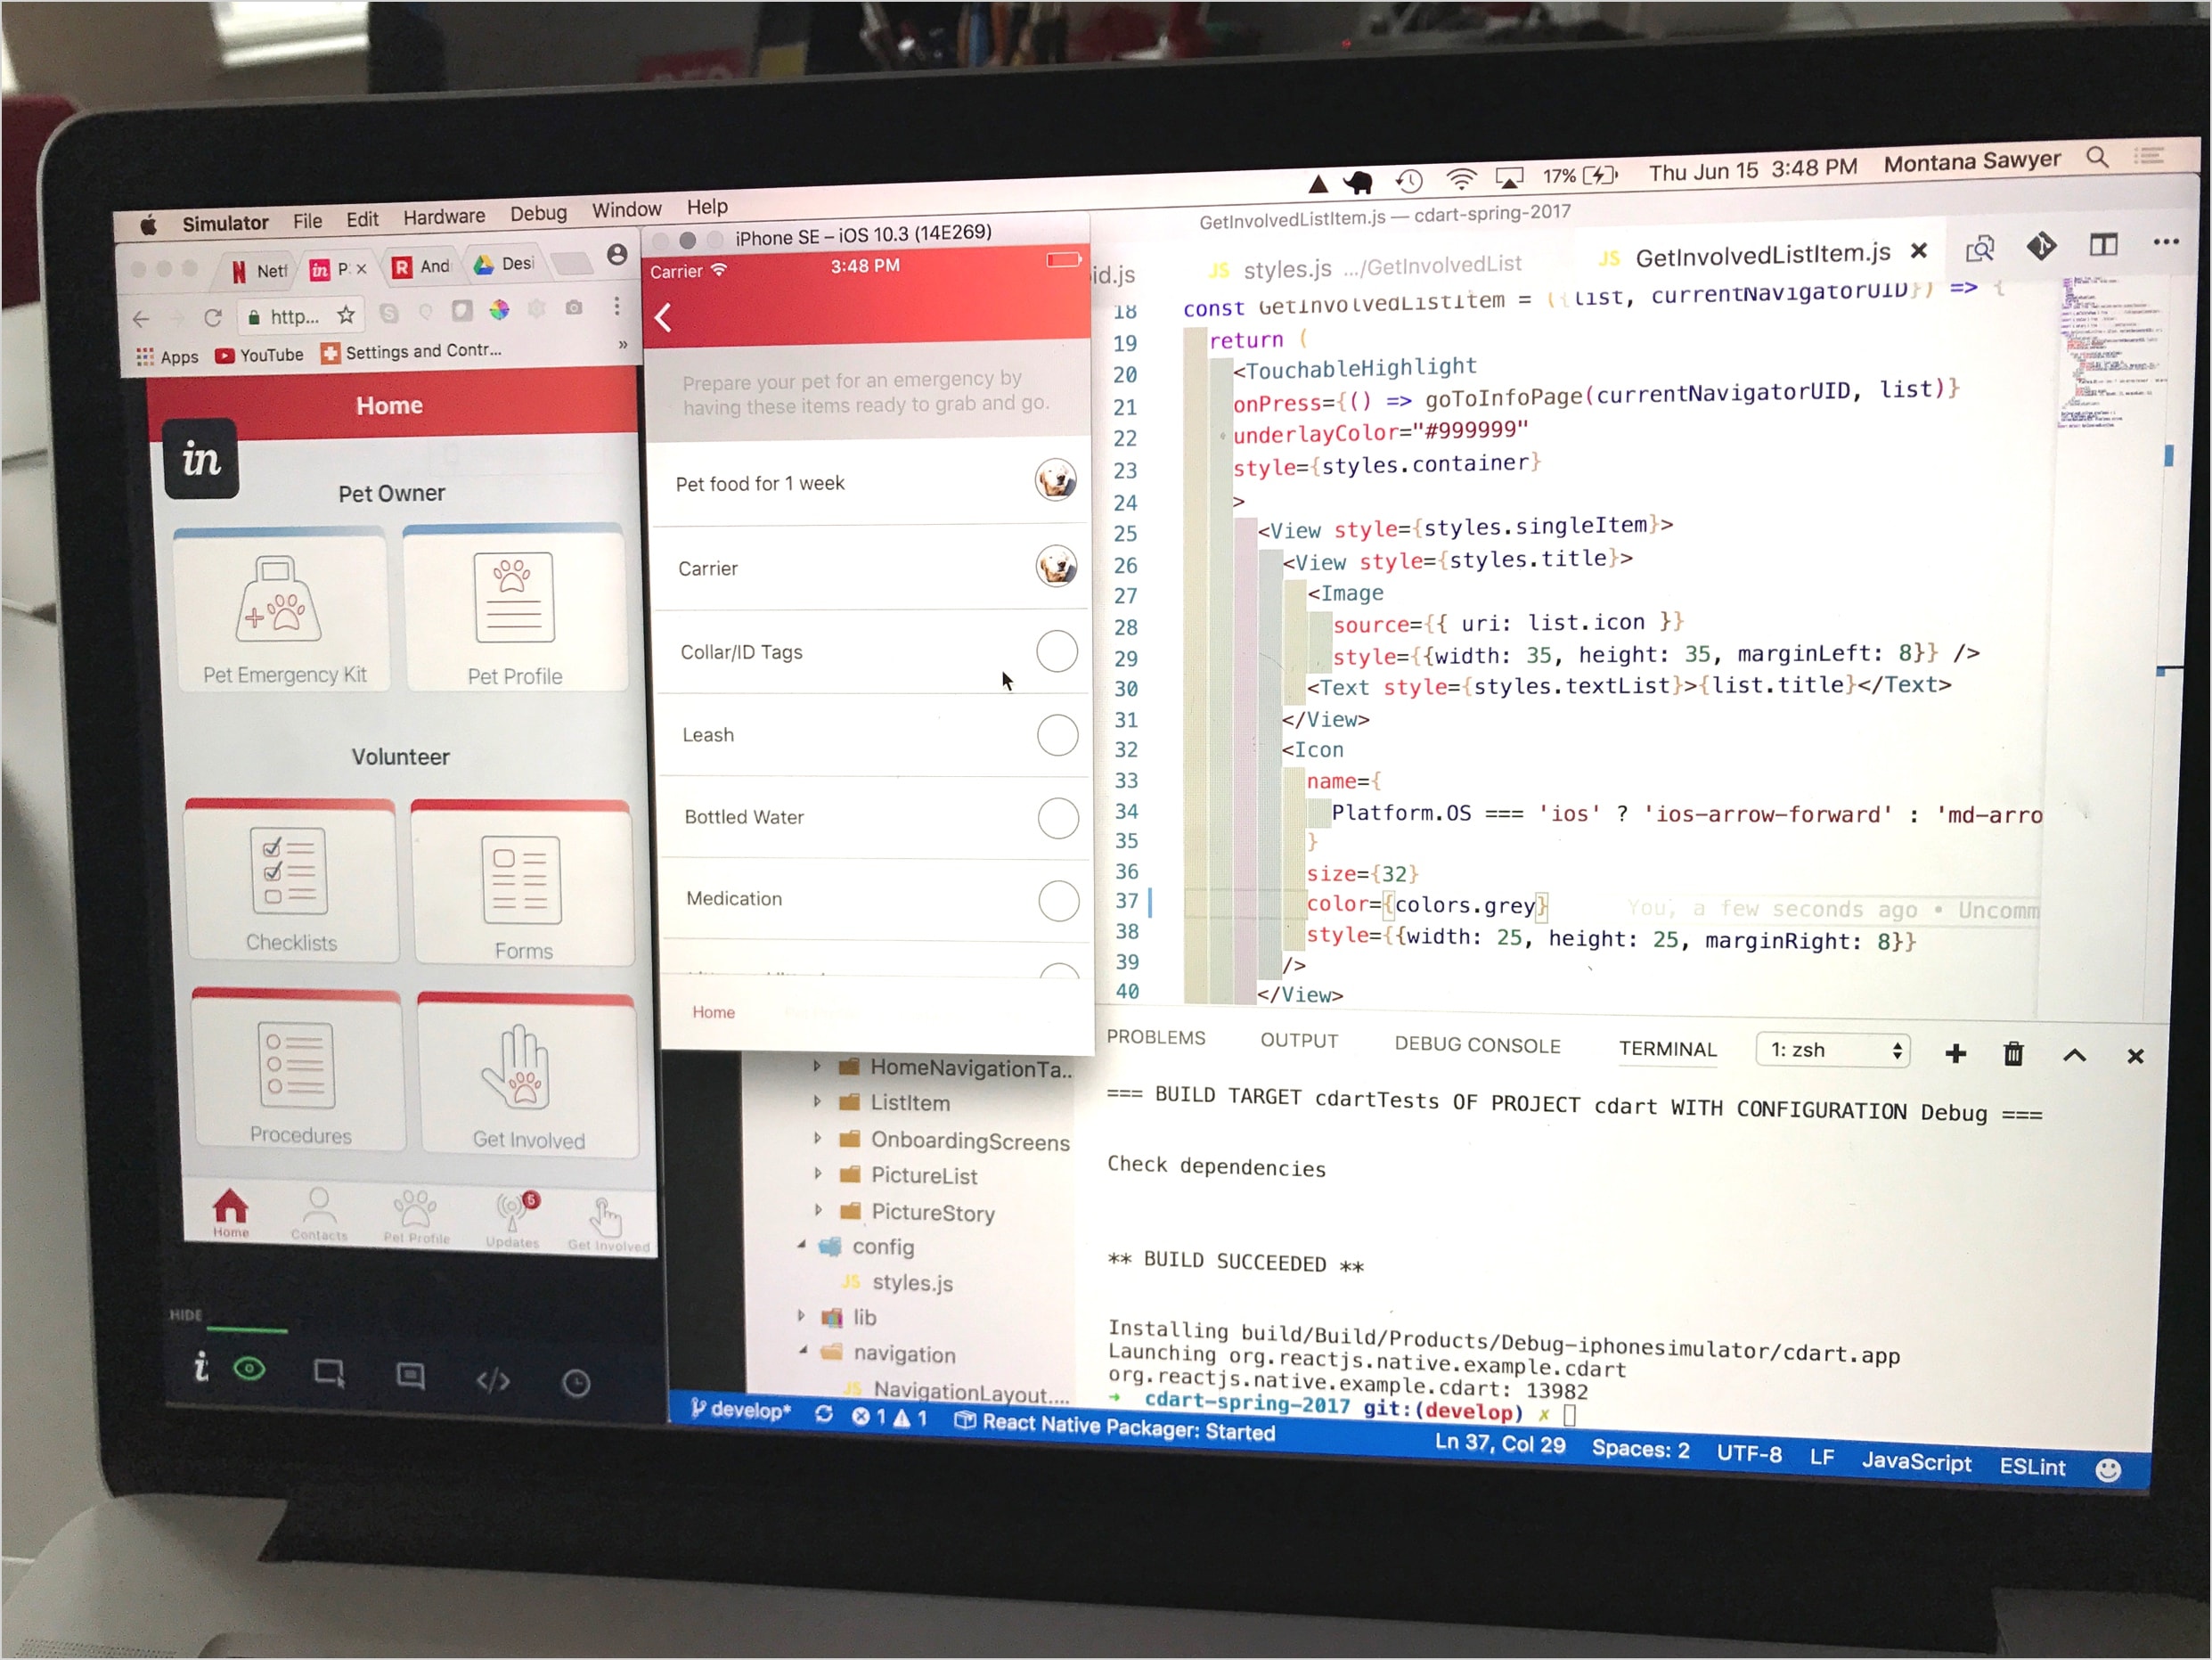 Simulator File Edit Hardware Debug Window Help
17% Thu Jun 15 3:48 PM Montana Sawyer
Netf
in P. ×
R And
Desi
http...
Apps YouTube Settings and Contr... »
Home
in
Pet Owner
Pet Emergency Kit
Pet Profile
Volunteer
Checklists
Forms
Procedures
Get Involved
Home
Contacts
Pet Profile
5
Updates
Get Involved
HIDE
i
</>
iPhone SE – iOS 10.3 (14E269)
Carrier 3:48 PM
Prepare your pet for an emergency by
having these items ready to grab and go.
Pet food for 1 week
Carrier
Collar/ID Tags
Leash
Bottled Water
Medication
Home
GetInvolvedListItem.js — cdart-spring-2017
id.js
JS styles.js .../GetInvolvedList
JS GetInvolvedListItem.js ×
18 const GetInvolvedListItem = ({list, currentNavigatorUID}) => {
19 return (
20 <TouchableHighlight
21 onPress={() => goToInfoPage(currentNavigatorUID, list)}
22 underlayColor="#999999"
23 style={styles.container}
24 >
25 <View style={styles.singleItem}>
26 <View style={styles.title}>
27 <Image
28 source={{ uri: list.icon }}
29 style={{width: 35, height: 35, marginLeft: 8}} />
30 <Text style={styles.textList}>{list.title}</Text>
31 </View>
32 <Icon
33 name={
34 Platform.OS === 'ios' ? 'ios-arrow-forward' : 'md-arro
35 }
36 size={32}
37 color={colors.grey} You, a few seconds ago • Uncomm
38 style={{width: 25, height: 25, marginRight: 8}}
39 />
40 </View>
PROBLEMS OUTPUT DEBUG CONSOLE TERMINAL 1: zsh
HomeNavigationTa...
ListItem
OnboardingScreens
PictureList
PictureStory
config
JS styles.js
lib
navigation
JS NavigationLayout....
=== BUILD TARGET cdartTests OF PROJECT cdart WITH CONFIGURATION Debug ===
Check dependencies
** BUILD SUCCEEDED **
Installing build/Build/Products/Debug-iphonesimulator/cdart.app
Launching org.reactjs.native.example.cdart
org.reactjs.native.example.cdart: 13982
→ cdart-spring-2017 git:(develop) ✗
develop* 1 1 React Native Packager: Started
Ln 37, Col 29 Spaces: 2 UTF-8 LF JavaScript ESLint